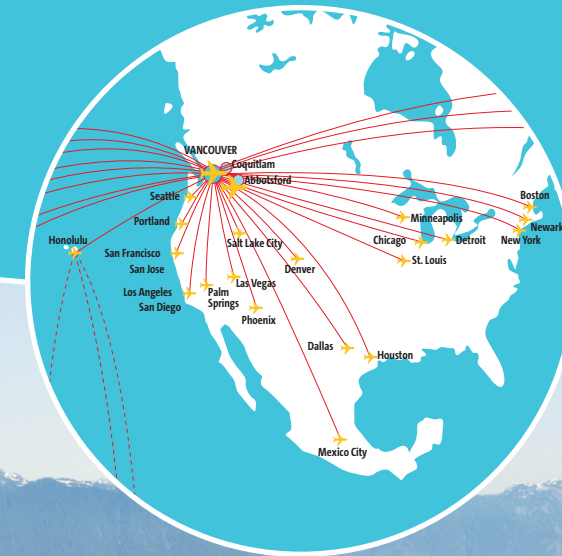 VANCOUVER
Coquitlam
Abbotsford
Seattle
Portland
Honolulu
San Francisco
San Jose
Los Angeles
San Diego
Palm
Springs
Las Vegas
Salt Lake City
Phoenix
Denver
Dallas
Houston
Mexico City
Minneapolis
Chicago
Detroit
St. Louis
Boston
Newark
New York